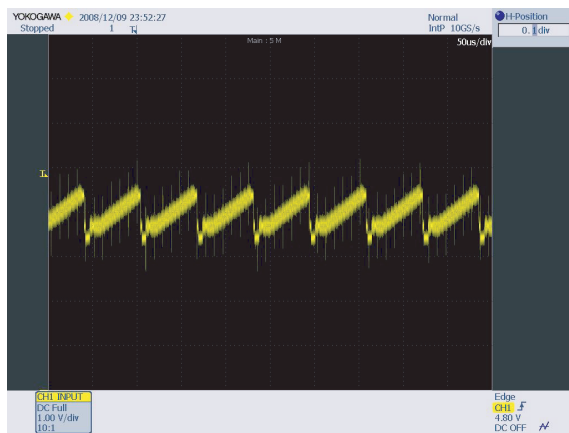 YOKOGAWA 2008/12/09 23:52:27
Stopped 1
Normal
IntP 10GS/s
H-Position
0.1div
Main : 5 M
50us/div
CH1 INPUT
DC Full
1.00 V/div
10:1
Edge
CH1
4.80 V
DC OFF